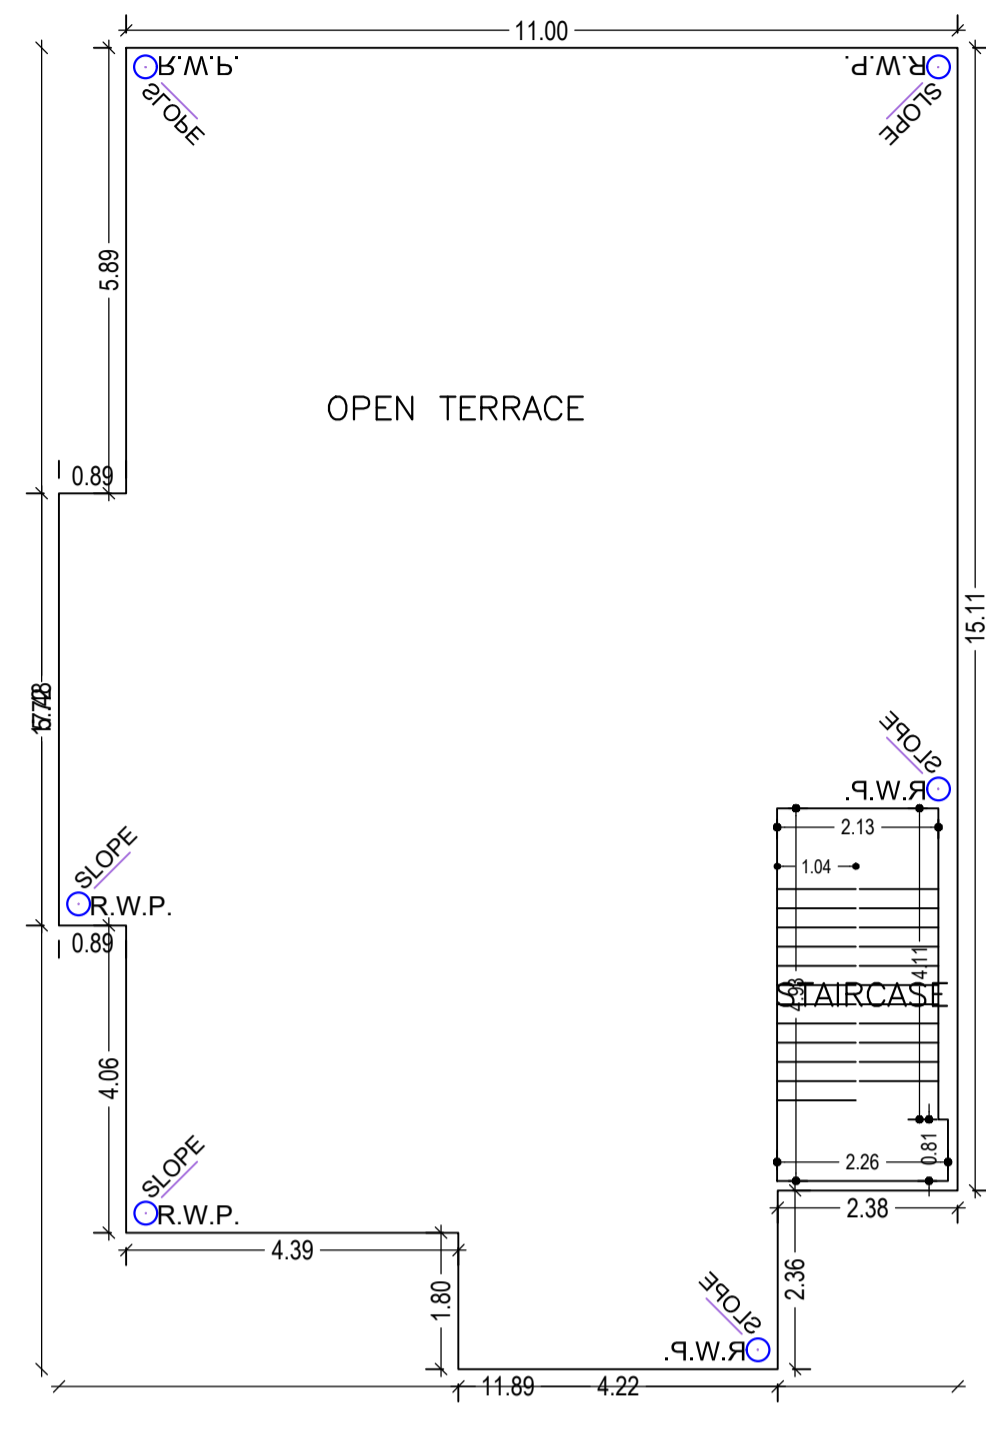 11.00
R.W.P.
SLOPE
R.W.P.
SLOPE
5.89
OPEN TERRACE
0.89
15.11
SLOPE
R.W.P.
2.13
1.04
SLOPE
R.W.P.
0.89
4.11
STAIRCASE
4.93
4.06
0.81
2.26
SLOPE
R.W.P.
2.38
4.39
1.80
2.36
SLOPE
R.W.P.
11.89
4.22